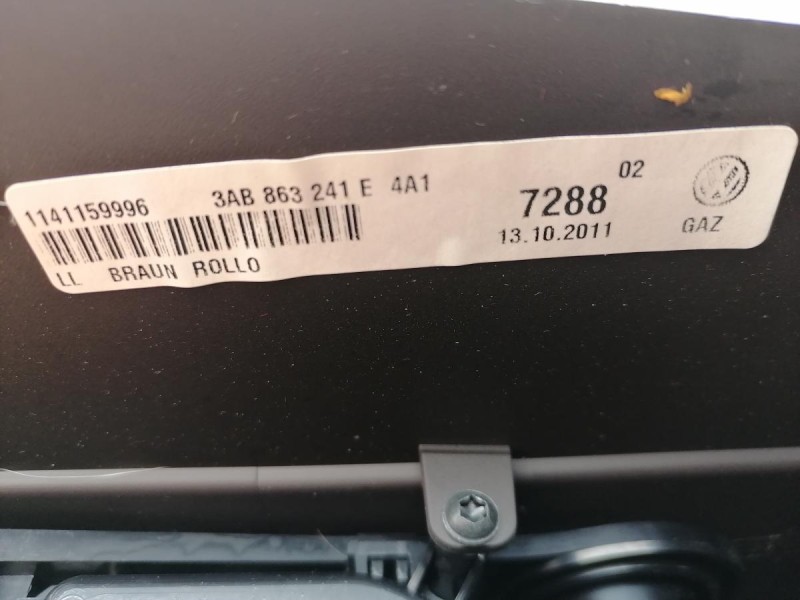 1141159996 3AB 863 241 E 4A1 7288 02
13.10.2011 GAZ
LL BRAUN ROLLO